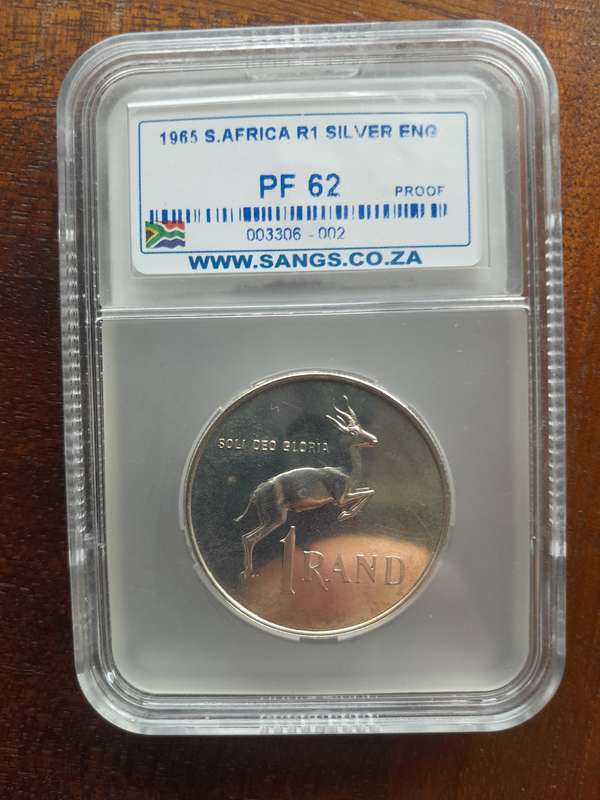 1965 S.AFRICA R1 SILVER ENG
PF 62 PROOF
003306 - 002
WWW.SANGS.CO.ZA
SOLI DEO GLORIA
1 RAND